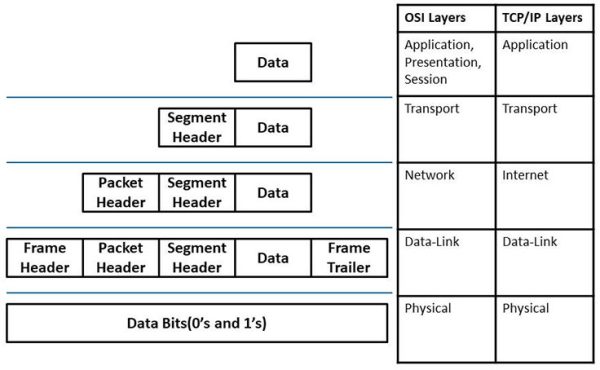 OSI Layers TCP/IP Layers
Data
Application,
Presentation,
Session
Application
Segment
Header
Data
Transport
Transport
Packet
Header
Segment
Header
Data
Network
Internet
Frame
Header
Packet
Header
Segment
Header
Data
Frame
Trailer
Data-Link
Data-Link
Data Bits(0’s and 1’s)
Physical
Physical